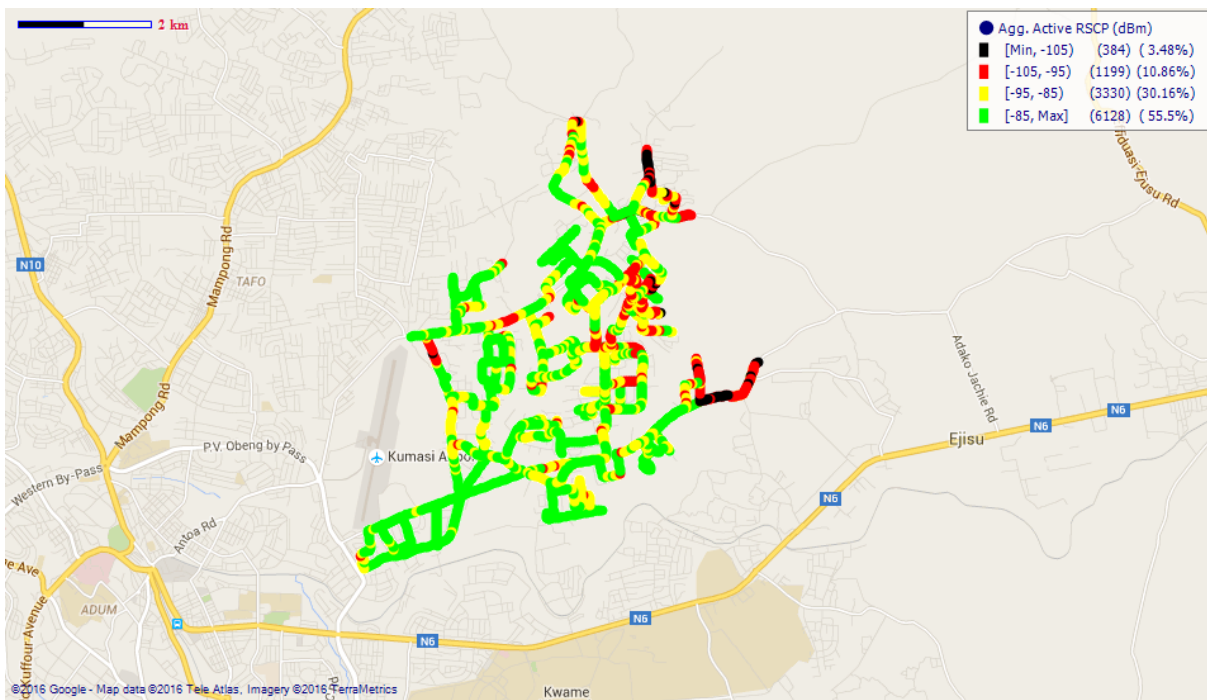 2 km
Agg. Active RSCP (dBm)
[Min, -105) (384) ( 3.48%)
[-105, -95) (1199) (10.86%)
[-95, -85) (3330) (30.16%)
[-85, Max] (6128) ( 55.5%)
N10
Mampong Rd
TAFO
Mampong Rd
P.V. Obeng by Pass
Western By-Pass
Kumasi
Antoa Rd
ADUM
Adako Jachie Rd
Ejisu
N6
N6
N6
N6
N6
Kwame
©2016 Google - Map data ©2016 Tele Atlas, Imagery ©2016 TerraMetrics